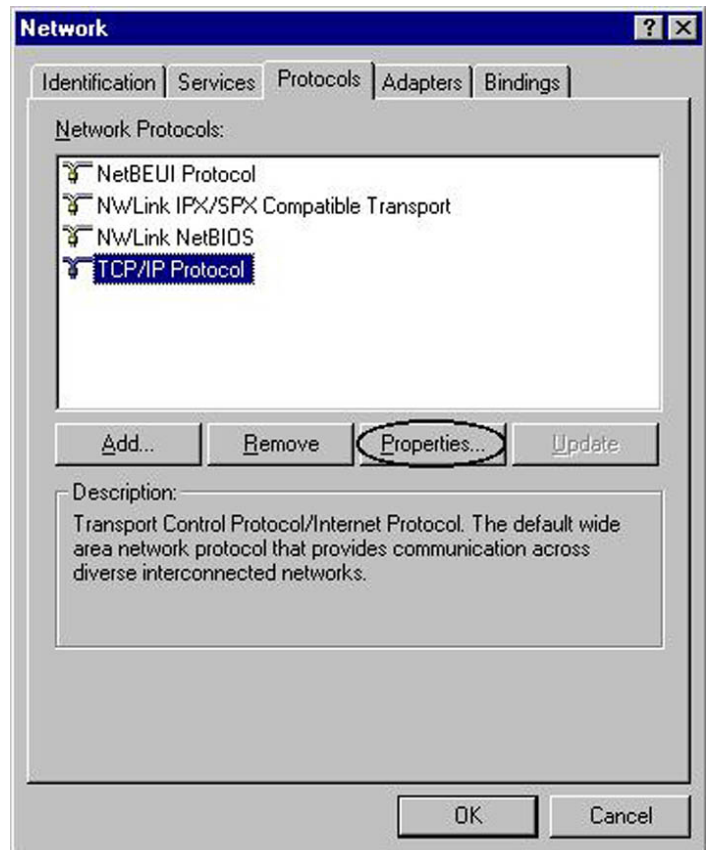 Network
Identification Services Protocols Adapters Bindings
Network Protocols:
NetBEUI Protocol
NWLink IPX/SPX Compatible Transport
NWLink NetBIOS
TCP/IP Protocol
Add... Remove Properties... Update
Description:
Transport Control Protocol/Internet Protocol. The default wide
area network protocol that provides communication across
diverse interconnected networks.
OK Cancel